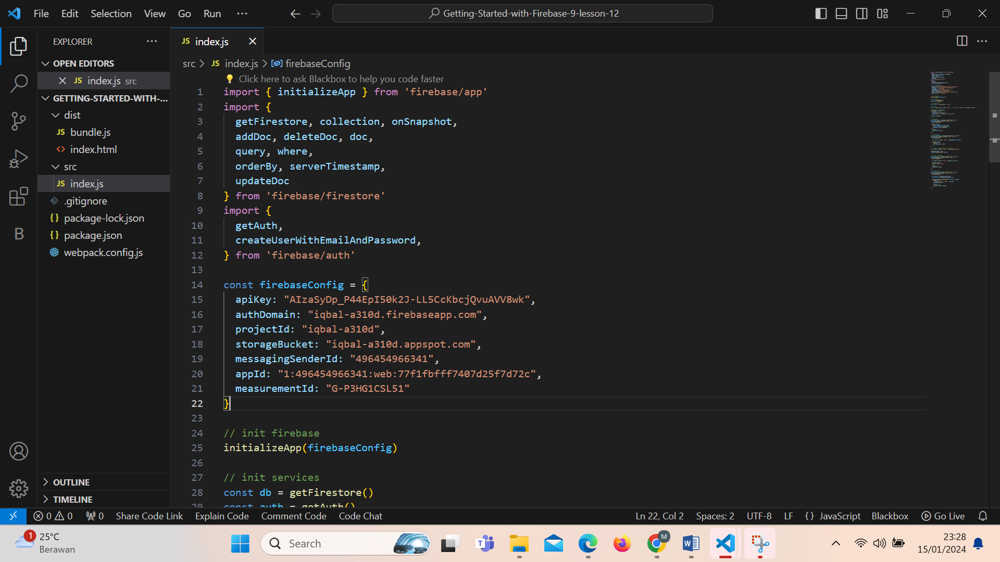 File Edit Selection View Go Run ···
Getting-Started-with-Firebase-9-lesson-12
EXPLORER ···
JS index.js
OPEN EDITORS
JS index.js src
GETTING-STARTED-WITH-...
dist
JS bundle.js
<> index.html
src
JS index.js
.gitignore
{} package-lock.json
{} package.json
webpack.config.js
B
OUTLINE
TIMELINE
src > JS index.js > firebaseConfig
Click here to ask Blackbox to help you code faster
1 import { initializeApp } from 'firebase/app'
2 import {
3 getFirestore, collection, onSnapshot,
4 addDoc, deleteDoc, doc,
5 query, where,
6 orderBy, serverTimestamp,
7 updateDoc
8 } from 'firebase/firestore'
9 import {
10 getAuth,
11 createUserWithEmailAndPassword,
12 } from 'firebase/auth'
13
14 const firebaseConfig = {
15 apiKey: "AIzaSyDp_P44EpI50k2J-LL5CcKbcjQvuAVV8wk",
16 authDomain: "iqbal-a310d.firebaseapp.com",
17 projectId: "iqbal-a310d",
18 storageBucket: "iqbal-a310d.appspot.com",
19 messagingSenderId: "496454966341",
20 appId: "1:496454966341:web:77f1fbfff7407d25f7d72c",
21 measurementId: "G-P3HG1CSL51"
22 }
23
24 // init firebase
25 initializeApp(firebaseConfig)
26
27 // init services
28 const db = getFirestore()
29 const auth = getAuth()
0 0 0 Share Code Link Explain Code Comment Code Code Chat
Ln 22, Col 2 Spaces: 2 UTF-8 LF {} JavaScript Blackbox Go Live
1 25°C
Berawan
Search
T
M
W
23:28
15/01/2024